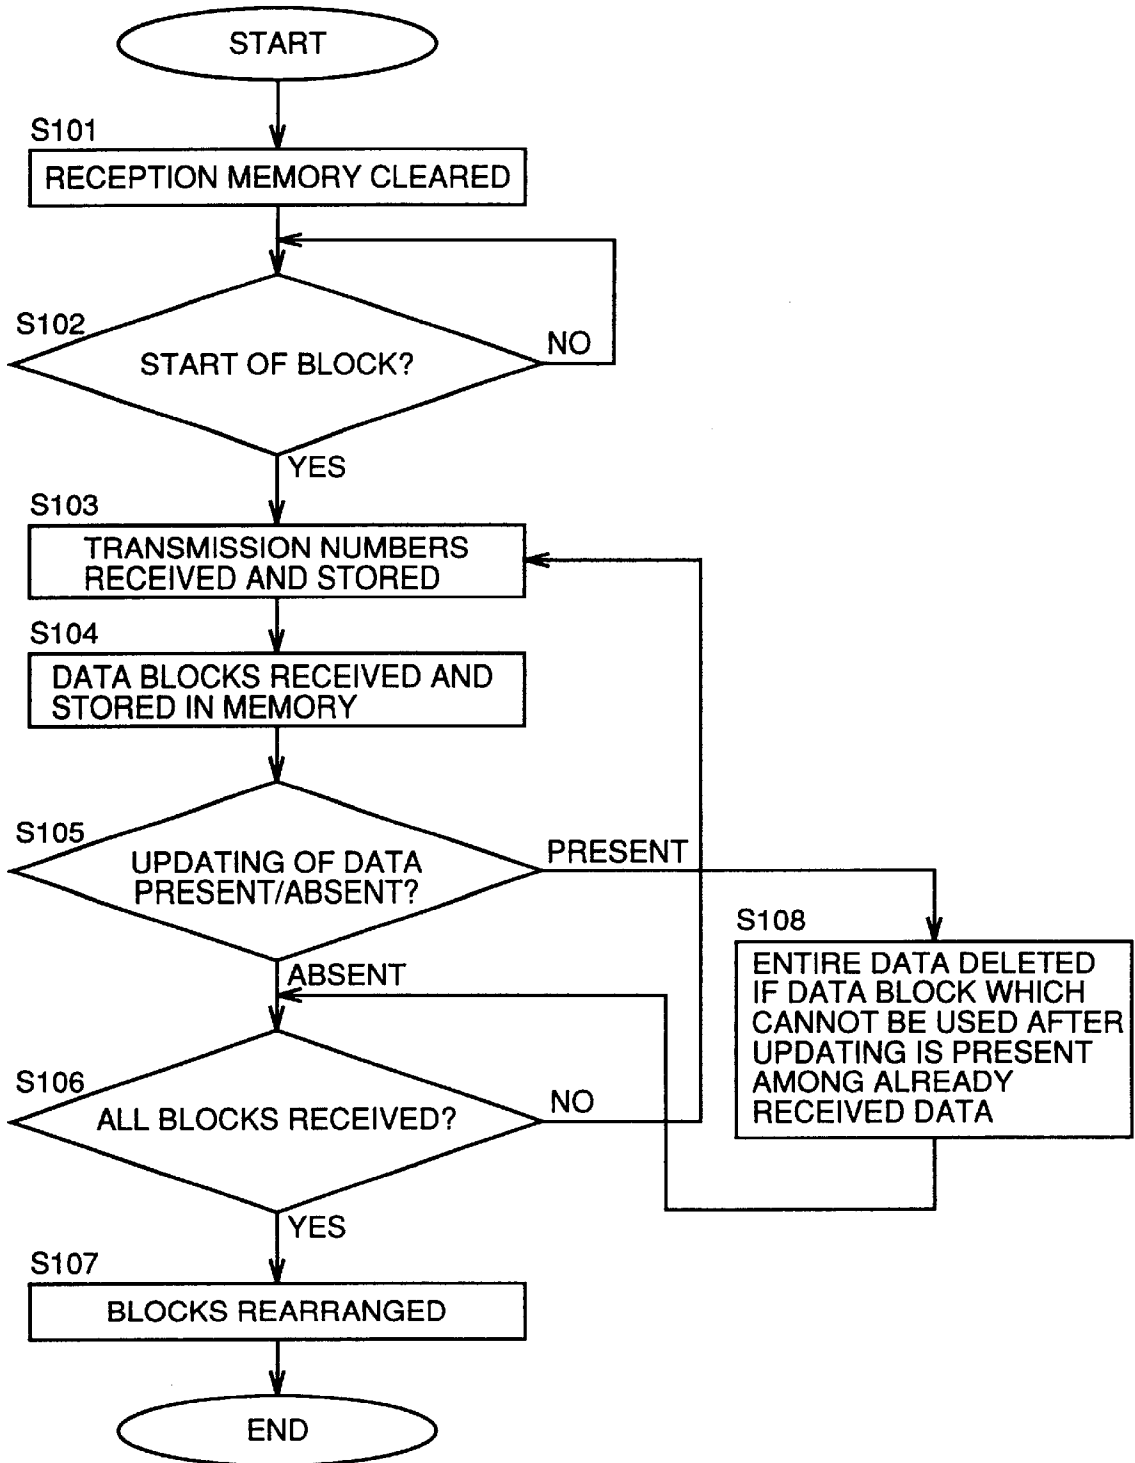 START
S101
RECEPTION MEMORY CLEARED
S102
START OF BLOCK?
NO
YES
S103
TRANSMISSION NUMBERS
RECEIVED AND STORED
S104
DATA BLOCKS RECEIVED AND
STORED IN MEMORY
S105
UPDATING OF DATA
PRESENT/ABSENT?
PRESENT
ABSENT
S108
ENTIRE DATA DELETED
IF DATA BLOCK WHICH
CANNOT BE USED AFTER
UPDATING IS PRESENT
AMONG ALREADY
RECEIVED DATA
S106
ALL BLOCKS RECEIVED?
NO
YES
S107
BLOCKS REARRANGED
END